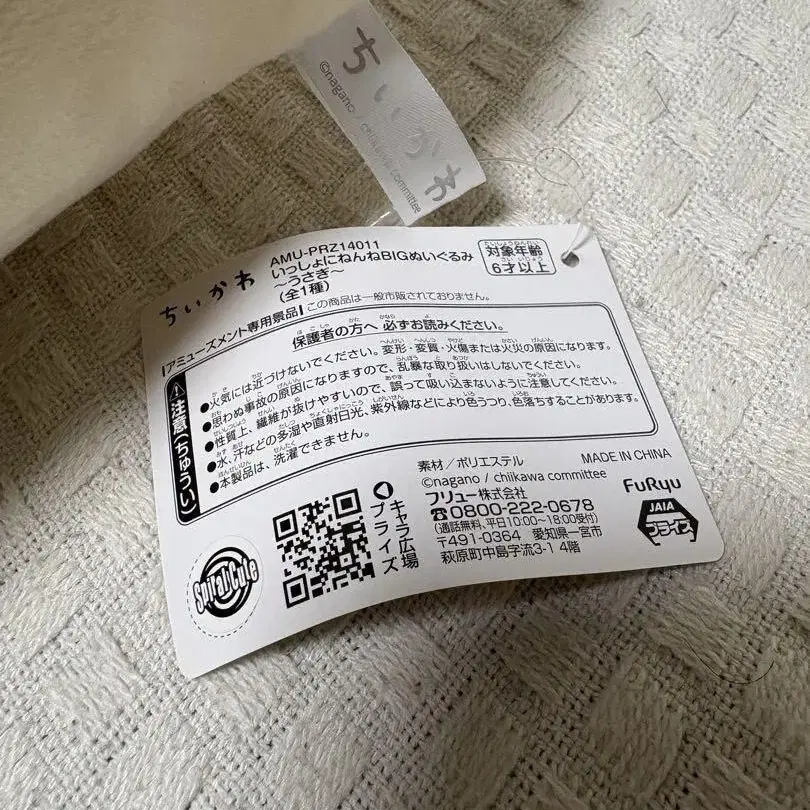 ちいかわ
©nagano / chiikawa committee
ちいかわ
AMU-PRZ14011
いっしょにねんねBIGぬいぐるみ
~うさぎ~
(全1種)
対象年齢
6才以上
アミューズメント専用景品 この商品は一般市販されておりません。
保護者の方へ 必ずお読みください。
注意(ちゅうい)
●火気には近づけないでください。変形・変質・火傷または火災の原因になります。
●思わぬ事故の原因になりますので、乱暴な取り扱いはしないでください。
●性質上、繊維が抜けやすいので、誤って吸い込まないように注意してください。
●水、汗などの多湿や直射日光、紫外線などにより色うつり、色落ちすることがあります。
●本製品は、洗濯できません。
素材/ポリエステル
MADE IN CHINA
©nagano / chiikawa committee
フリュー株式会社
☎0800-222-0678
(通話無料、平日10:00~18:00受付)
〒491-0364 愛知県一宮市
萩原町中島字流3-1 4階
FuRyu
JAIA
プライズ
キャラ広場
プライズ
Spiral Cute